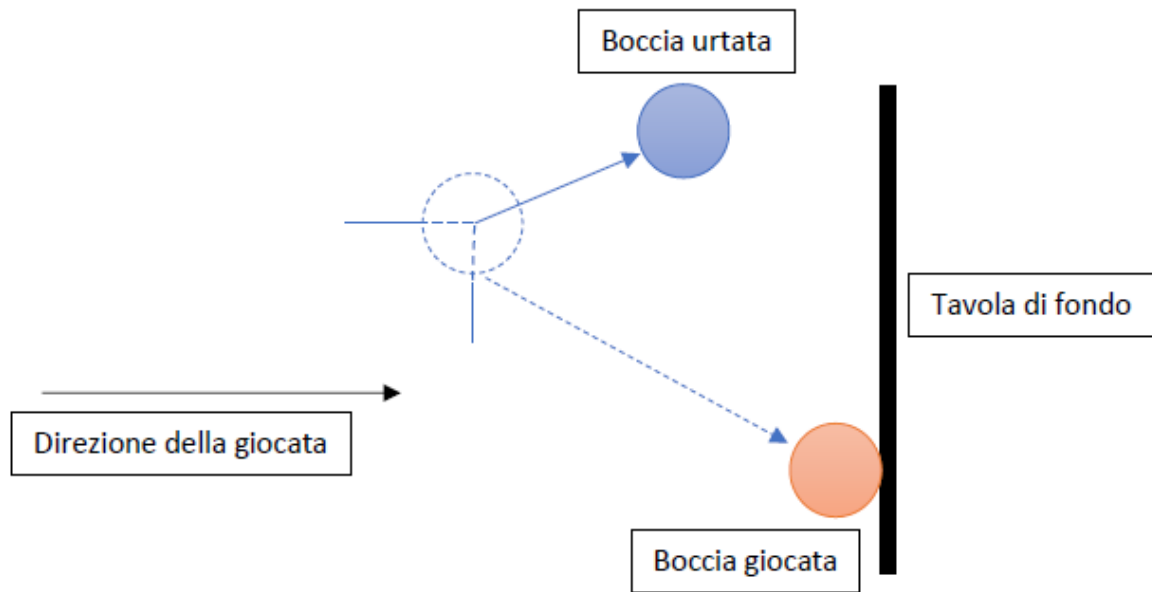 Boccia urtata
Tavola di fondo
Direzione della giocata
Boccia giocata